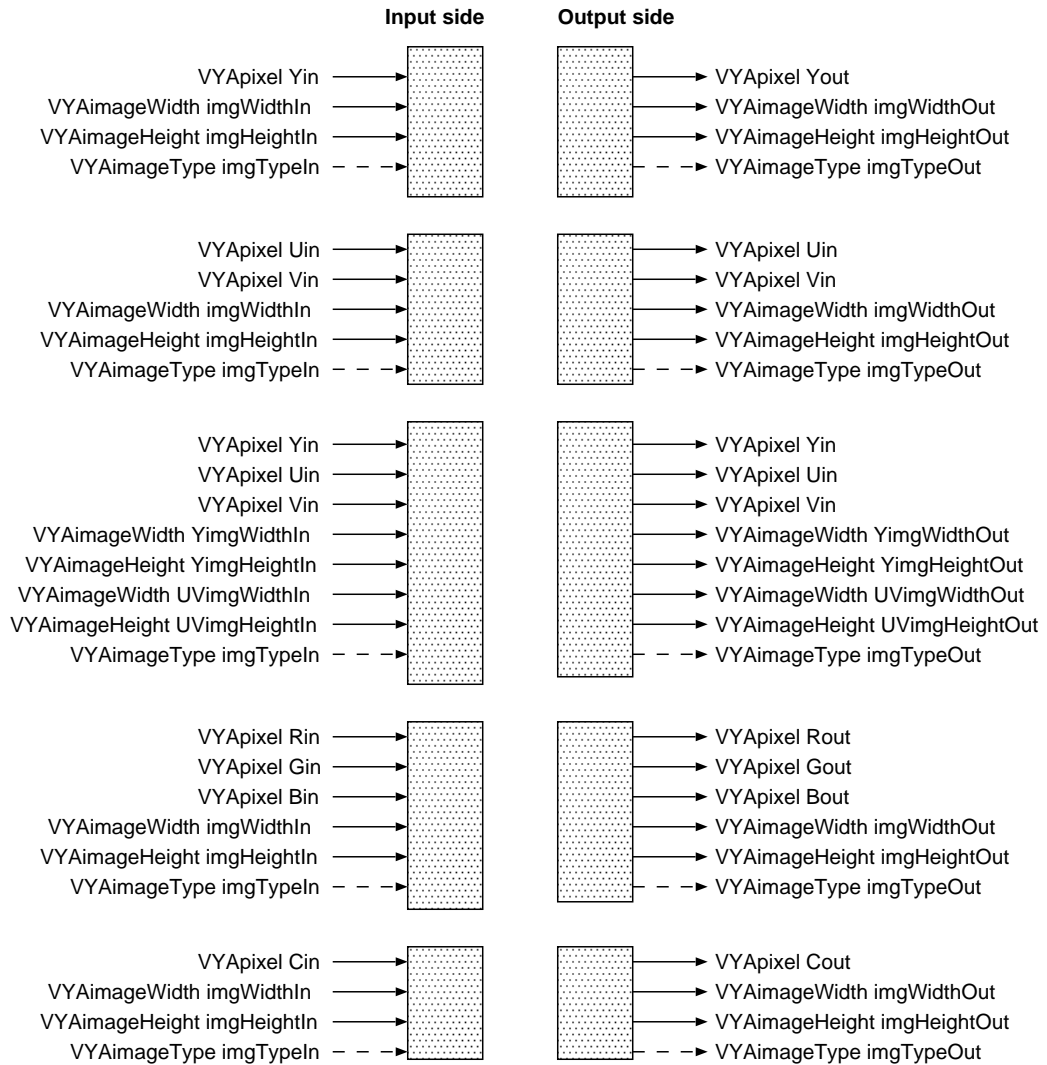 Input side Output side
VYApixel Yin VYApixel Yout
VYAimageWidth imgWidthIn VYAimageWidth imgWidthOut
VYAimageHeight imgHeightIn VYAimageHeight imgHeightOut
VYAimageType imgTypeIn VYAimageType imgTypeOut
VYApixel Uin VYApixel Uin
VYApixel Vin VYApixel Vin
VYAimageWidth imgWidthIn VYAimageWidth imgWidthOut
VYAimageHeight imgHeightIn VYAimageHeight imgHeightOut
VYAimageType imgTypeIn VYAimageType imgTypeOut
VYApixel Yin VYApixel Yin
VYApixel Uin VYApixel Uin
VYApixel Vin VYApixel Vin
VYAimageWidth YimgWidthIn VYAimageWidth YimgWidthOut
VYAimageHeight YimgHeightIn VYAimageHeight YimgHeightOut
VYAimageWidth UVimgWidthIn VYAimageWidth UVimgWidthOut
VYAimageHeight UVimgHeightIn VYAimageHeight UVimgHeightOut
VYAimageType imgTypeIn VYAimageType imgTypeOut
VYApixel Rin VYApixel Rout
VYApixel Gin VYApixel Gout
VYApixel Bin VYApixel Bout
VYAimageWidth imgWidthIn VYAimageWidth imgWidthOut
VYAimageHeight imgHeightIn VYAimageHeight imgHeightOut
VYAimageType imgTypeIn VYAimageType imgTypeOut
VYApixel Cin VYApixel Cout
VYAimageWidth imgWidthIn VYAimageWidth imgWidthOut
VYAimageHeight imgHeightIn VYAimageHeight imgHeightOut
VYAimageType imgTypeIn VYAimageType imgTypeOut